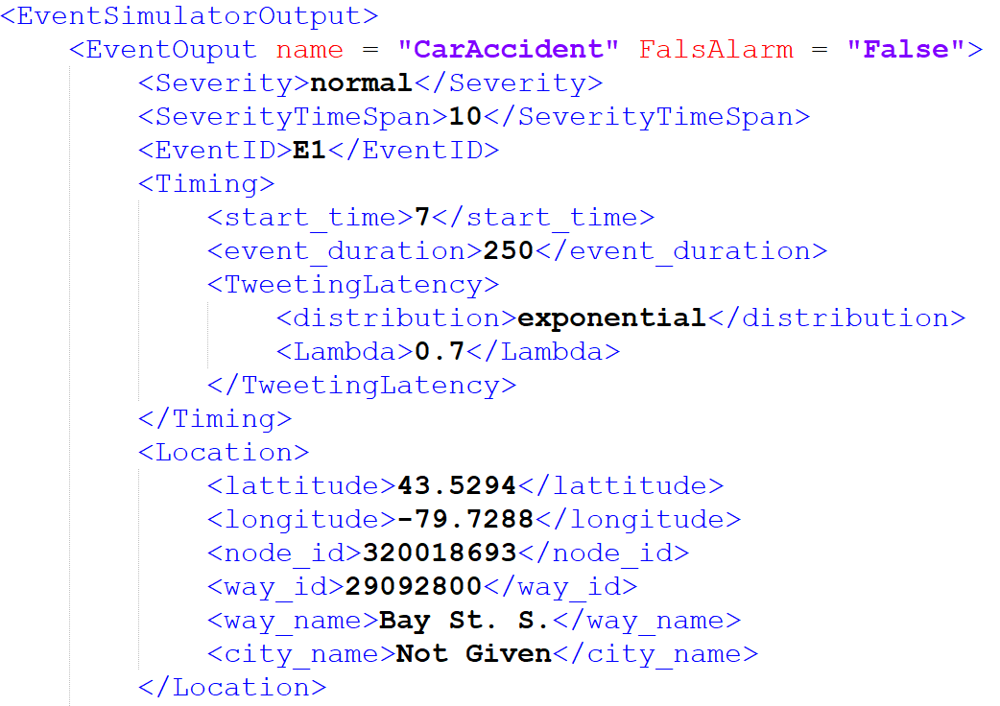 <EventSimulatorOutput>
<EventOuput name = "CarAccident" FalsAlarm = "False">
<Severity>normal</Severity>
<SeverityTimeSpan>10</SeverityTimeSpan>
<EventID>E1</EventID>
<Timing>
<start_time>7</start_time>
<event_duration>250</event_duration>
<TweetingLatency>
<distribution>exponential</distribution>
<Lambda>0.7</Lambda>
</TweetingLatency>
</Timing>
<Location>
<lattitude>43.5294</lattitude>
<longitude>-79.7288</longitude>
<node_id>320018693</node_id>
<way_id>29092800</way_id>
<way_name>Bay St. S.</way_name>
<city_name>Not Given</city_name>
</Location>